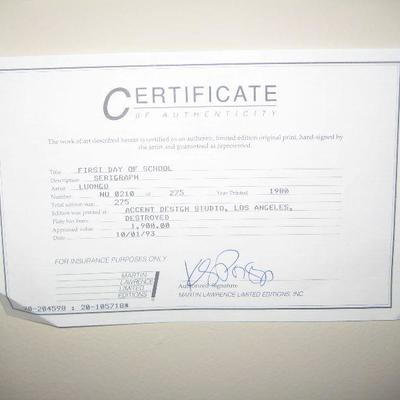 CERTIFICATE
OF AUTHENTICITY
The work of art described herein is certified as an authentic, limited edition original print, hand-signed by
the artist and guaranteed as represented.
Title FIRST DAY OF SCHOOL
Description SERIGRAPH
Artist LUONGO
NU 0210 of 275 Year Printed 1980
Total edition size: 275
Edition was printed at ACCENT DESIGN STUDIO, LOS ANGELES,
Plate has been: DESTROYED
Appraised value 1,900.00
Date 10/01/93
FOR INSURANCE PURPOSES ONLY
MARTIN
LAWRENCE
LIMITED
EDITIONS
Authorized Signature
MARTIN LAWRENCE LIMITED EDITIONS, INC.
20-204598 : 20-105718*